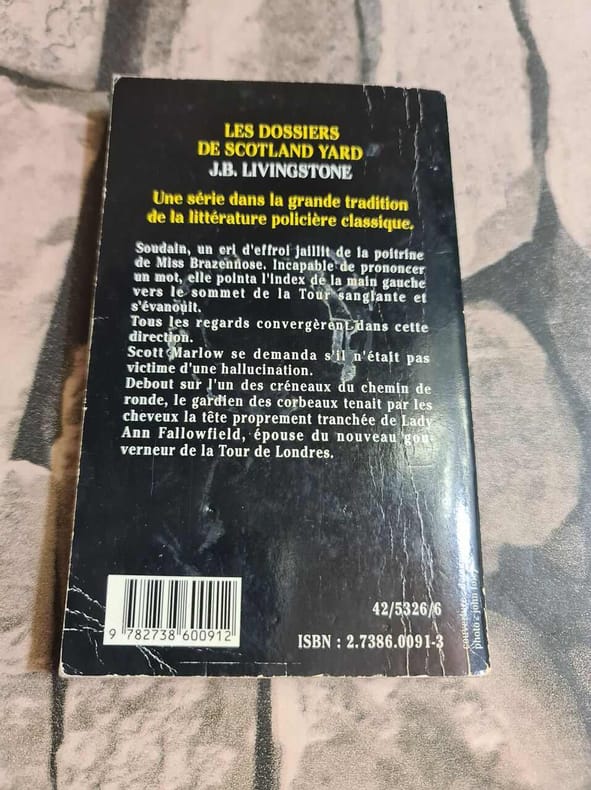 LES DOSSIERS
DE SCOTLAND YARD
J.B. LIVINGSTONE
Une série dans la grande tradition
de la littérature policière classique.
Soudain, un cri d'effroi jaillit de la poitrine
de Miss Brazennose. Incapable de prononcer
un mot, elle pointa l'index de la main gauche
vers le sommet de la Tour sanglante et
s'évanouit.
Tous les regards convergèrent dans cette
direction.
Scott Marlow se demanda s'il n'était pas
victime d'une hallucination.
Debout sur l'un des créneaux du chemin de
ronde, le gardien des corbeaux tenait par les
cheveux la tête proprement tranchée de Lady
Ann Fallowfield, épouse du nouveau gou-
verneur de la Tour de Londres.
42/5326/6
9 782738 600912
ISBN : 2.7386.0091-3
couverture
photo : john